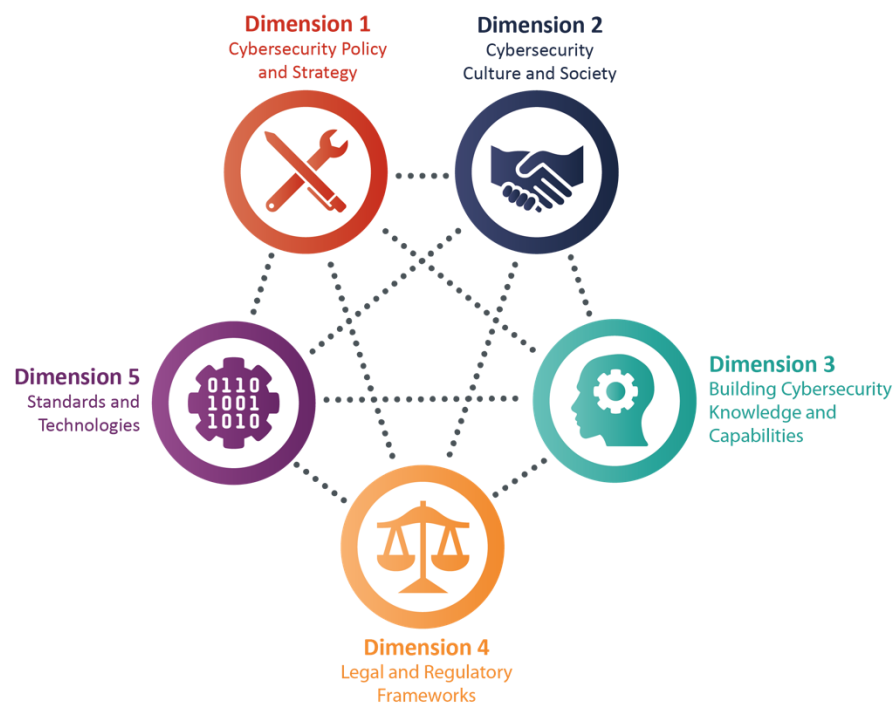 Dimension 1
Cybersecurity Policy
and Strategy
Dimension 2
Cybersecurity
Culture and Society
Dimension 3
Building Cybersecurity
Knowledge and
Capabilities
Dimension 4
Legal and Regulatory
Frameworks
Dimension 5
Standards and
Technologies
0110
1001
1010